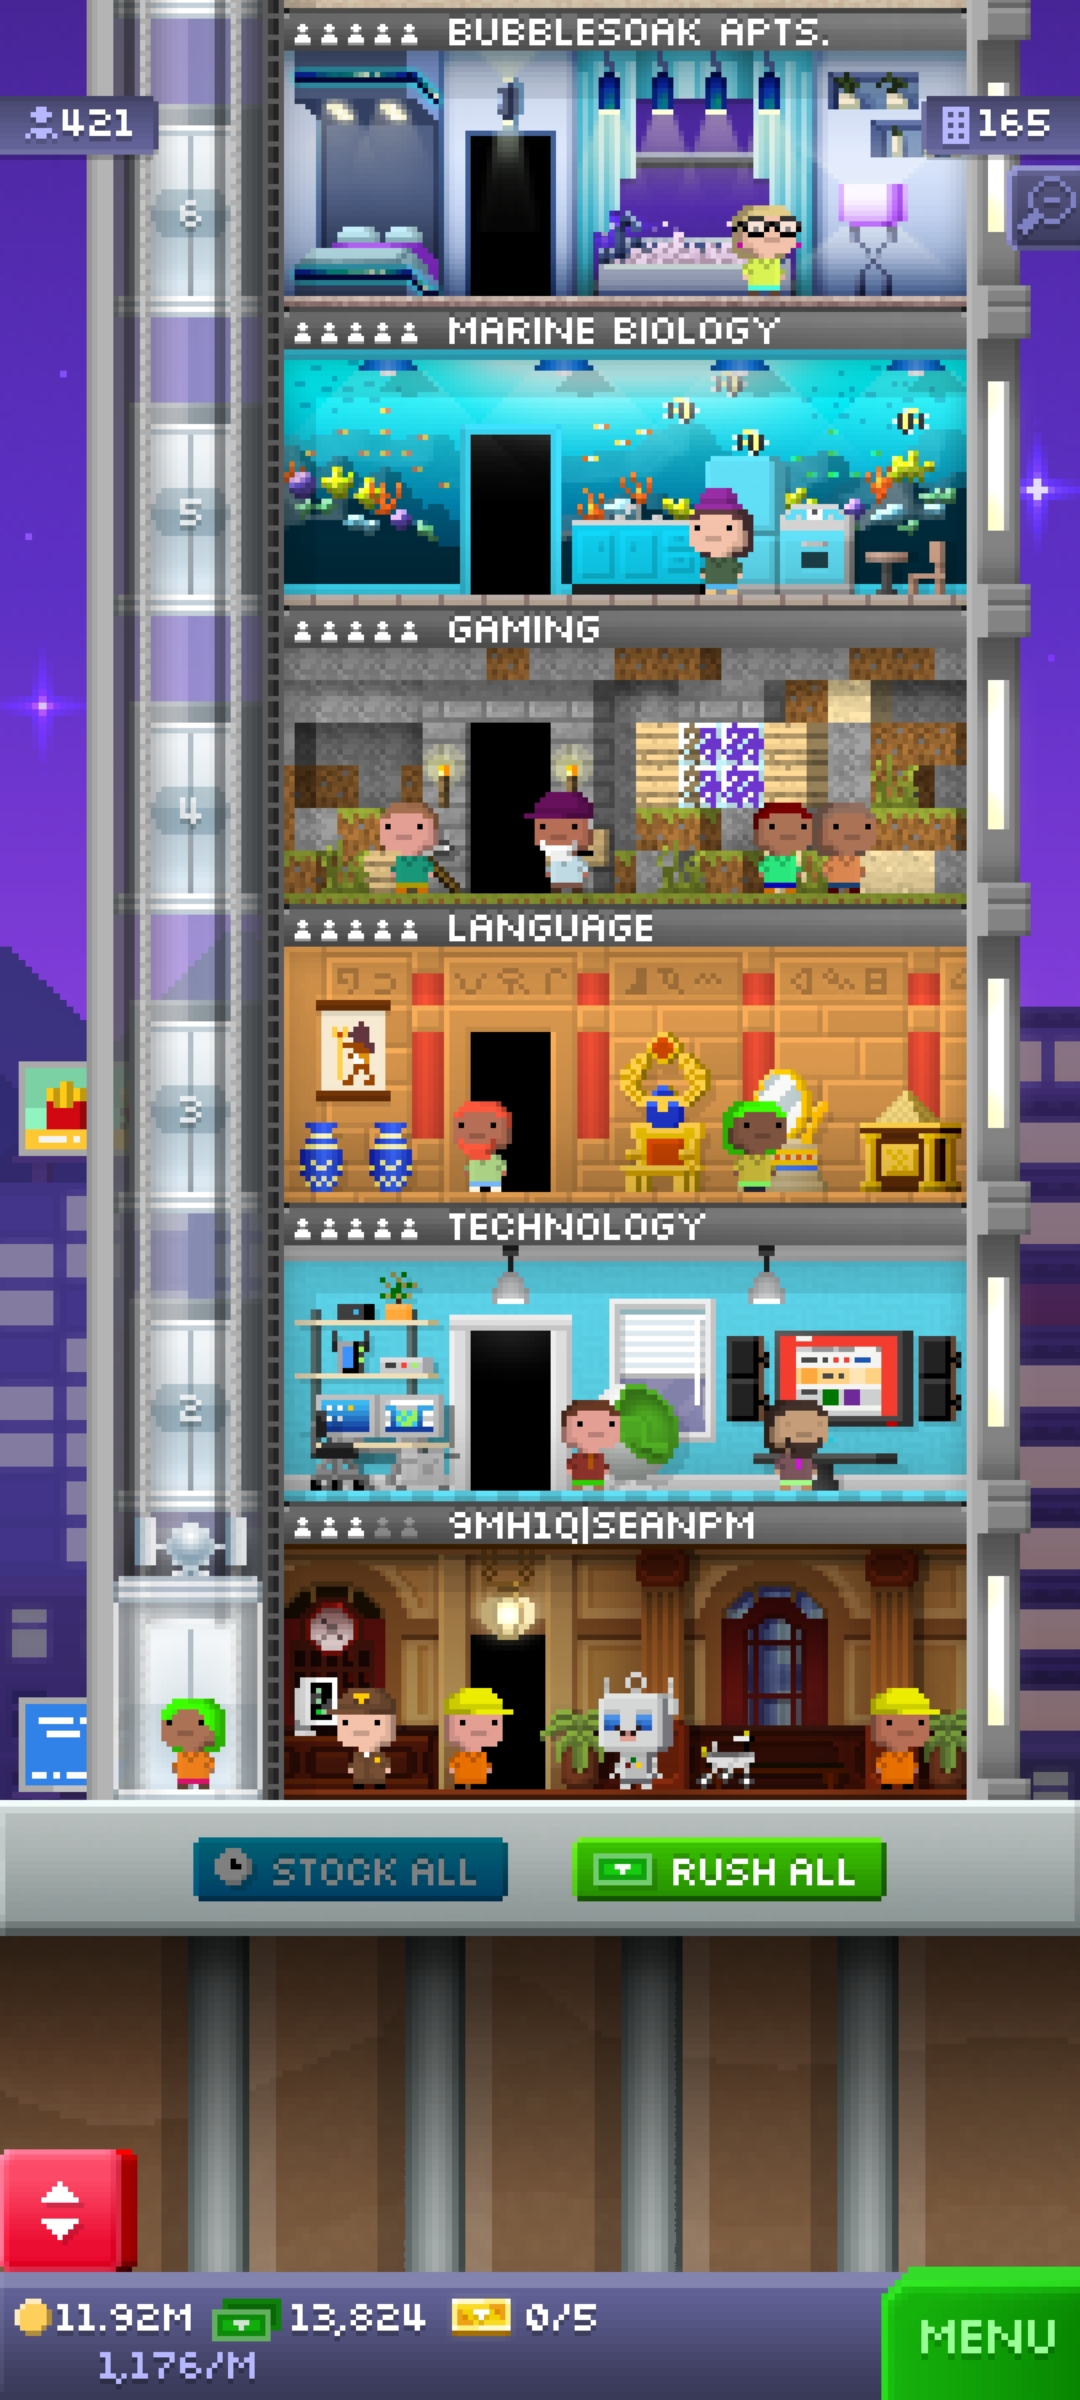 BUBBLESOAK APTS.
421
165
6
MARINE BIOLOGY
5
GAMING
4
LANGUAGE
3
TECHNOLOGY
2
9MH1Q|SEANPM
STOCK ALL
RUSH ALL
11.92M 13,824 0/5
1,176/M
MENU